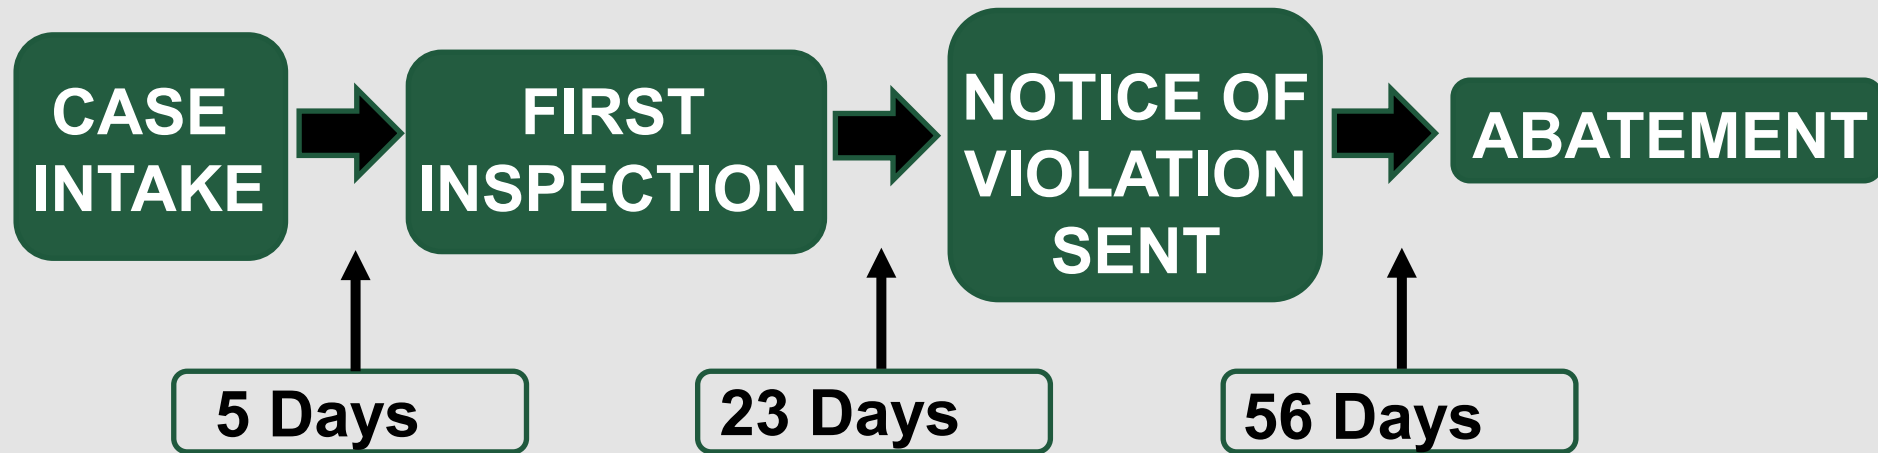 CASE
INTAKE
FIRST
INSPECTION
NOTICE OF
VIOLATION
SENT
ABATEMENT
5 Days
23 Days
56 Days